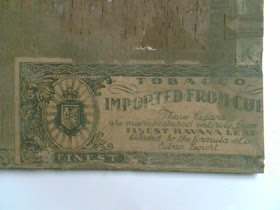 TOBACCO
IMPORTED FROM CU
These Cigars
are manufactured entirely from
FINEST HAVANA LEAF
blended to the formula of a
Cuban Expert
FINEST